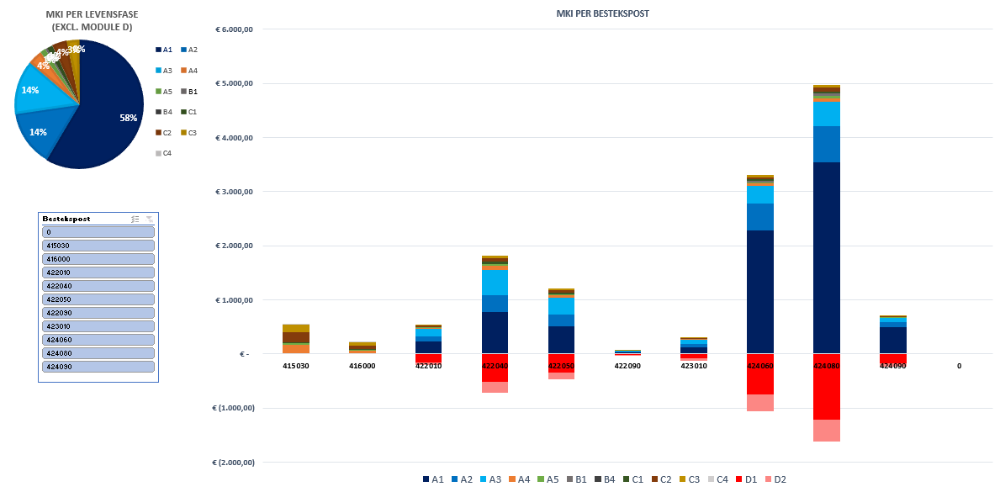 MKI PER LEVENSFASE
(EXCL. MODULE D)
58%
14%
14%
4%
4%
3%
0%
A1
A2
A3
A4
A5
B1
B4
C1
C2
C3
C4
Bestekspost
0
415030
416000
422010
422040
422050
422090
423010
424060
424080
424090
MKI PER BESTEKSPOST
€ 6.000,00
€ 5.000,00
€ 4.000,00
€ 3.000,00
€ 2.000,00
€ 1.000,00
€ -
€ (1.000,00)
€ (2.000,00)
415030 416000 422010 422040 422050 422090 423010 424060 424080 424090 0
A1 A2 A3 A4 A5 B1 B4 C1 C2 C3 C4 D1 D2